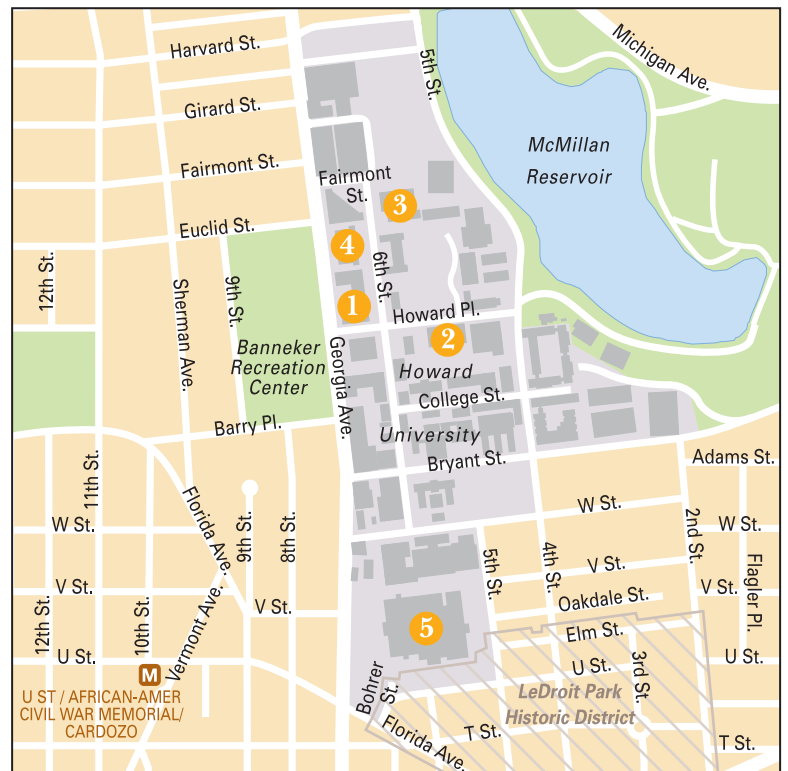 Harvard St.
5th St.
Michigan Ave.
Girard St.
McMillan
Reservoir
Fairmont St.
Fairmont
St.
3
Euclid St.
4
12th St.
Sherman Ave.
9th St.
6th St.
1
Howard Pl.
2
Banneker
Recreation
Center
Georgia Ave.
Howard
College St.
University
Barry Pl.
Bryant St.
Adams St.
11th St.
Florida Ave.
9th St.
8th St.
W St.
W St.
2nd St.
W St.
5th St.
4th St.
V St.
V St.
V St.
Flagler Pl.
12th St.
10th St.
Vermont Ave.
V St.
Oakdale St.
5
Elm St.
U St.
U St.
3rd St.
U St.
M
U ST / AFRICAN-AMER
CIVIL WAR MEMORIAL/
CARDOZO
Bohrer
St.
LeDroit Park
Historic District
Florida Ave.
T St.
T St.